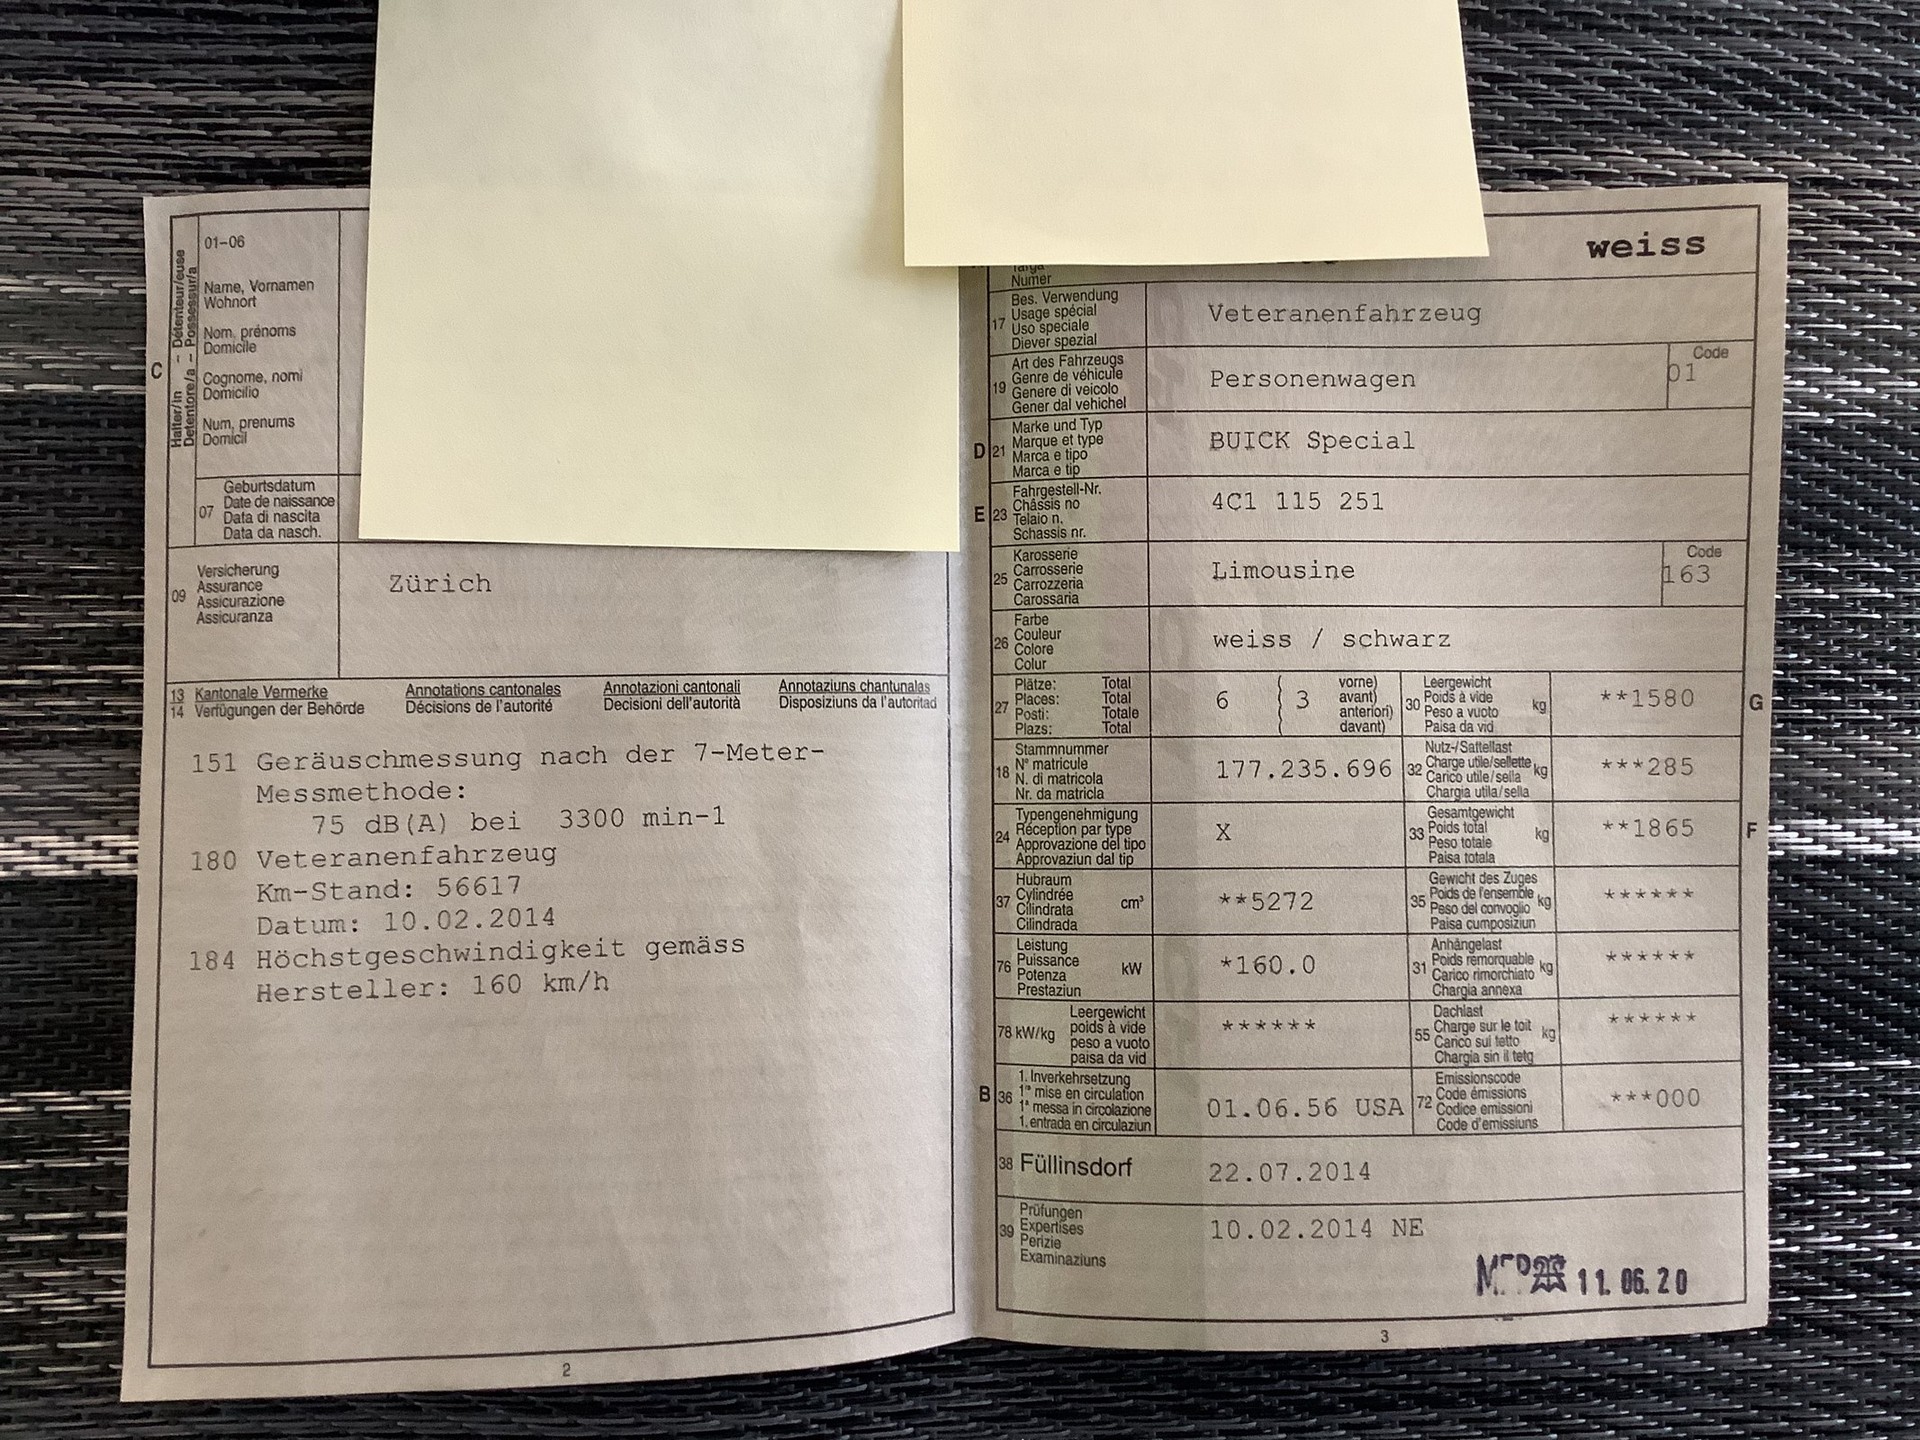 01-06
Halter/in – Détenteur/euse
Detentore/a – Possessur/a
Name, Vornamen
Wohnort
Nom, prénoms
Domicile
C
Cognome, nomi
Domicilio
Num, prenums
Domicil
07
Geburtsdatum
Date de naissance
Data di nascita
Data da nasch.
09
Versicherung
Assurance
Assicurazione
Assicuranza
Zürich
13 Kantonale Vermerke Annotations cantonales Annotazioni cantonali Annotaziuns chantunalas
14 Verfügungen der Behörde Décisions de l'autorité Decisioni dell'autorità Disposiziuns da l'autoritad
151 Geräuschmessung nach der 7-Meter-
Messmethode:
75 dB(A) bei 3300 min-1
180 Veteranenfahrzeug
Km-Stand: 56617
Datum: 10.02.2014
184 Höchstgeschwindigkeit gemäss
Hersteller: 160 km/h
2
weiss
Targa
Numer
17
Bes. Verwendung
Usage spécial
Uso speciale
Diever spezial
Veteranenfahrzeug
19
Art des Fahrzeugs
Genre de véhicule
Genere di veicolo
Gener dal vehichel
Personenwagen
Code
01
D 21
Marke und Typ
Marque et type
Marca e tipo
Marca e tip
BUICK Special
E 23
Fahrgestell-Nr.
Châssis no
Telaio n.
Schassis nr.
4C1 115 251
25
Karosserie
Carrosserie
Carrozzeria
Carossaria
Limousine
Code
163
26
Farbe
Couleur
Colore
Colur
weiss / schwarz
27
Plätze: Total
Places: Total
Posti: Totale
Plazs: Total
6 ( 3
vorne)
avant)
anteriori)
davant)
30
Leergewicht
Poids à vide
Peso a vuoto
Paisa da vid
kg
**1580
G
18
Stammnummer
N° matricule
N. di matricola
Nr. da matricla
177.235.696
32
Nutz-/Sattellast
Charge utile/sellette
Carico utile/sella
Chargia utila/sella
kg
***285
24
Typengenehmigung
Réception par type
Approvazione del tipo
Approvaziun dal tip
X
33
Gesamtgewicht
Poids total
Peso totale
Paisa totala
kg
**1865
F
37
Hubraum
Cylindrée
Cilindrata
Cilindrada
cm³
**5272
35
Gewicht des Zuges
Poids de l'ensemble
Peso del convoglio
Paisa cumposiziun
kg
******
76
Leistung
Puissance
Potenza
Prestaziun
kW
*160.0
31
Anhängelast
Poids remorquable
Carico rimorchiato
Chargia annexa
kg
******
78 kW/kg
Leergewicht
poids à vide
peso a vuoto
paisa da vid
******
55
Dachlast
Charge sur le toit
Carico sul tetto
Chargia sin il tetg
kg
******
B 36
1. Inverkehrsetzung
1re mise en circulation
1a messa in circolazione
1. entrada en circulaziun
01.06.56 USA
72
Emissionscode
Code émissions
Codice emissioni
Code d'emissiuns
***000
38 Füllinsdorf
22.07.2014
39
Prüfungen
Expertises
Perizie
Examinaziuns
10.02.2014 NE
11.06.20
3